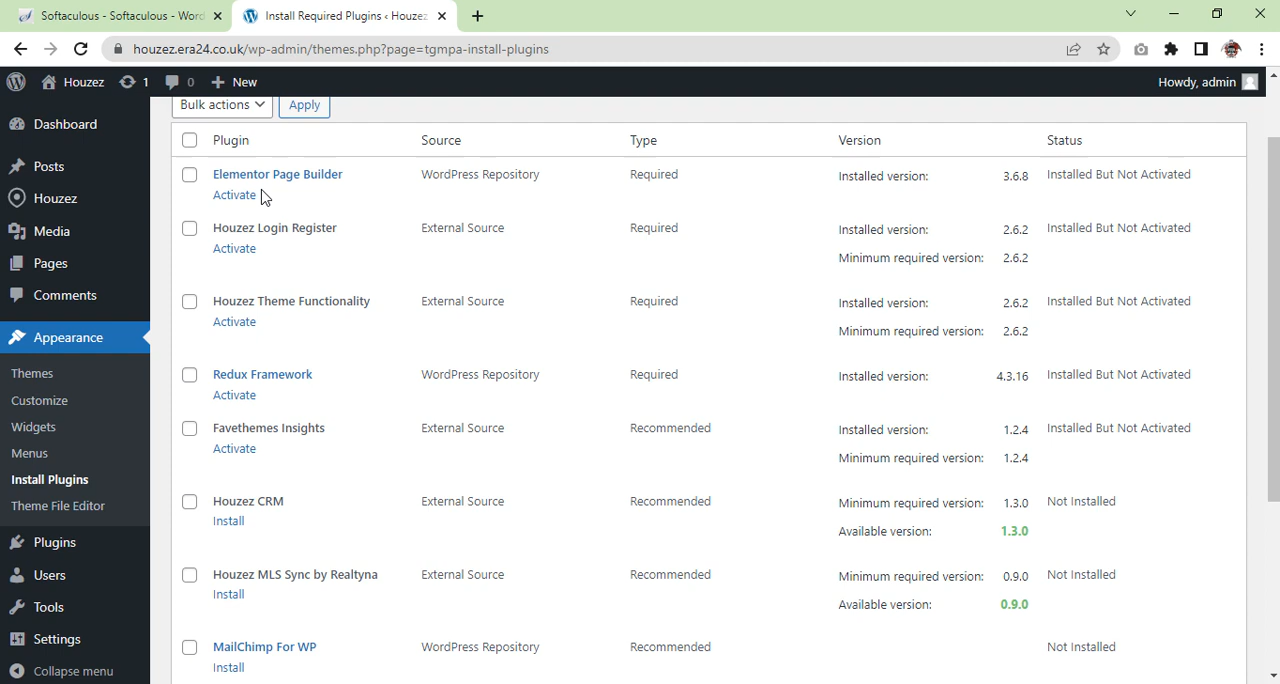 Softaculous - Softaculous - Word
Install Required Plugins ‹ Houzez
houzez.era24.co.uk/wp-admin/themes.php?page=tgmpa-install-plugins
Houzez 1 0 + New Howdy, admin
Dashboard
Posts
Houzez
Media
Pages
Comments
Appearance
Themes
Customize
Widgets
Menus
Install Plugins
Theme File Editor
Plugins
Users
Tools
Settings
Collapse menu
Bulk actions Apply
Plugin Source Type Version Status
Elementor Page Builder WordPress Repository Required Installed version: 3.6.8 Installed But Not Activated
Activate
Houzez Login Register External Source Required Installed version: 2.6.2 Installed But Not Activated
Activate Minimum required version: 2.6.2
Houzez Theme Functionality External Source Required Installed version: 2.6.2 Installed But Not Activated
Activate Minimum required version: 2.6.2
Redux Framework WordPress Repository Required Installed version: 4.3.16 Installed But Not Activated
Activate
Favethemes Insights External Source Recommended Installed version: 1.2.4 Installed But Not Activated
Activate Minimum required version: 1.2.4
Houzez CRM External Source Recommended Minimum required version: 1.3.0 Not Installed
Install Available version: 1.3.0
Houzez MLS Sync by Realtyna External Source Recommended Minimum required version: 0.9.0 Not Installed
Install Available version: 0.9.0
MailChimp For WP WordPress Repository Recommended Not Installed
Install